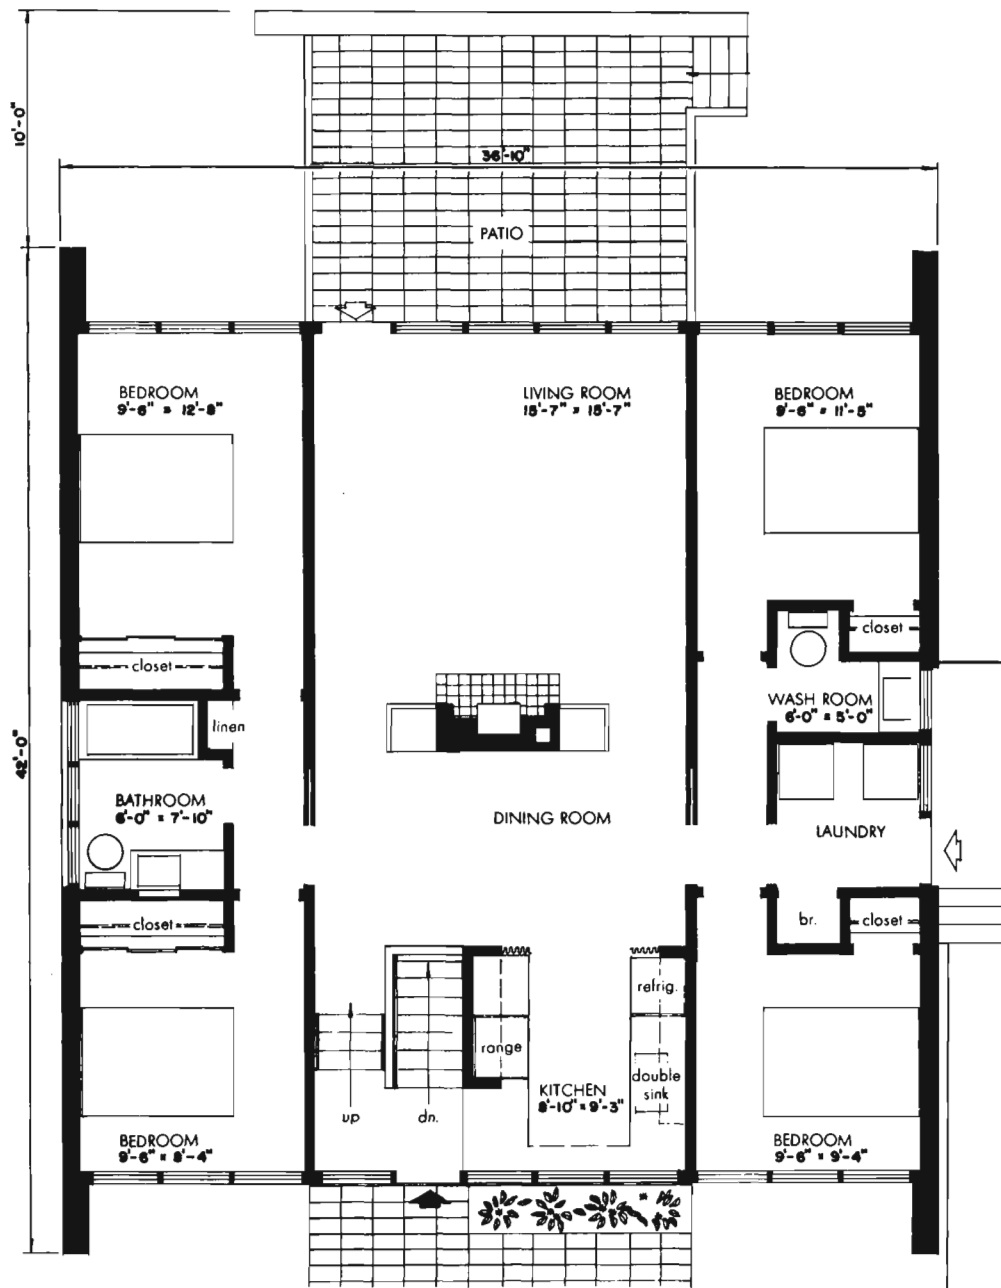 10'-0"
36'-10"
PATIO
BEDROOM
9'-6" x 12'-8"
LIVING ROOM
15'-7" x 15'-7"
BEDROOM
9'-6" x 11'-5"
closet
closet
linen
WASH ROOM
6'-0" x 5'-0"
42'-0"
BATHROOM
6'-0" x 7'-10"
DINING ROOM
LAUNDRY
closet
br.
closet
refrig.
range
double
sink
KITCHEN
8'-10" x 9'-3"
up
dn.
BEDROOM
9'-6" x 8'-4"
BEDROOM
9'-6" x 9'-4"